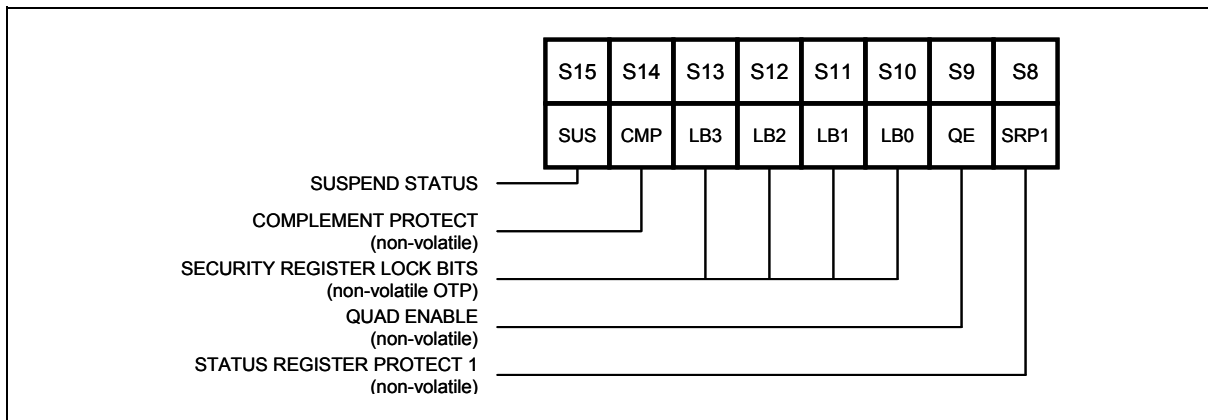 S15 S14 S13 S12 S11 S10 S9 S8
SUS CMP LB3 LB2 LB1 LB0 QE SRP1
SUSPEND STATUS
COMPLEMENT PROTECT
(non-volatile)
SECURITY REGISTER LOCK BITS
(non-volatile OTP)
QUAD ENABLE
(non-volatile)
STATUS REGISTER PROTECT 1
(non-volatile)